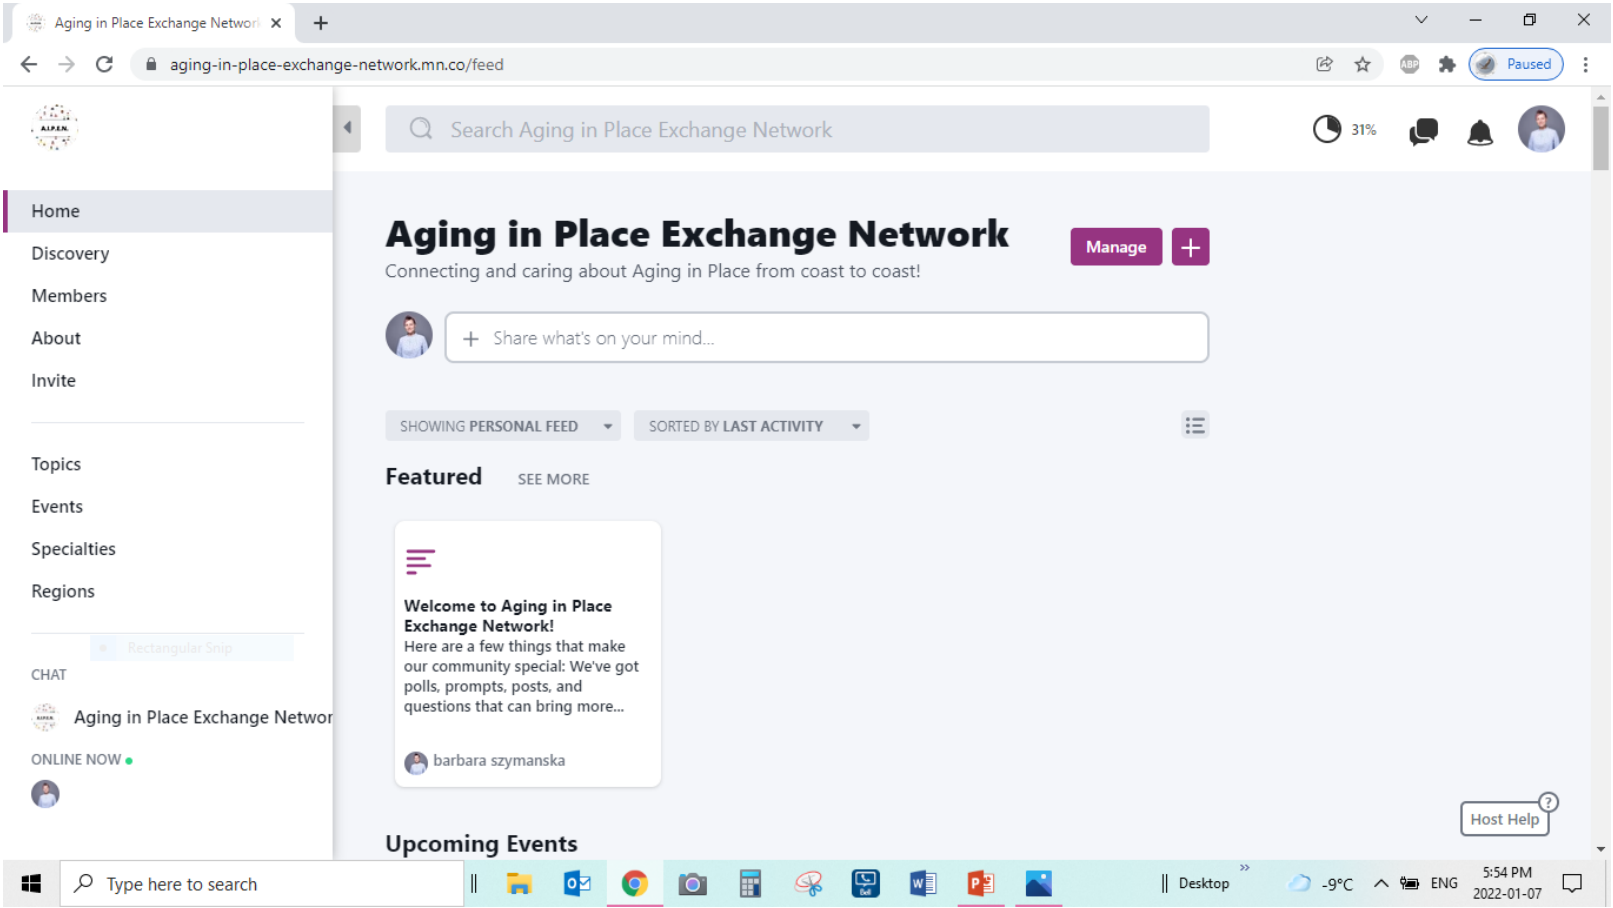 Aging in Place Exchange Networ
aging-in-place-exchange-network.mn.co/feed
ABP
Paused
A.I.P.E.N.
Search Aging in Place Exchange Network
31%
Home
Discovery
Members
About
Invite
Topics
Events
Specialties
Regions
Rectangular Snip
CHAT
Aging in Place Exchange Networ
ONLINE NOW
Aging in Place Exchange Network
Connecting and caring about Aging in Place from coast to coast!
Manage
+ Share what's on your mind...
SHOWING PERSONAL FEED
SORTED BY LAST ACTIVITY
Featured
SEE MORE
Welcome to Aging in Place
Exchange Network!
Here are a few things that make
our community special: We've got
polls, prompts, posts, and
questions that can bring more...
barbara szymanska
Upcoming Events
?
Host Help
Type here to search
Bell
Desktop
-9°C
ENG
5:54 PM
2022-01-07